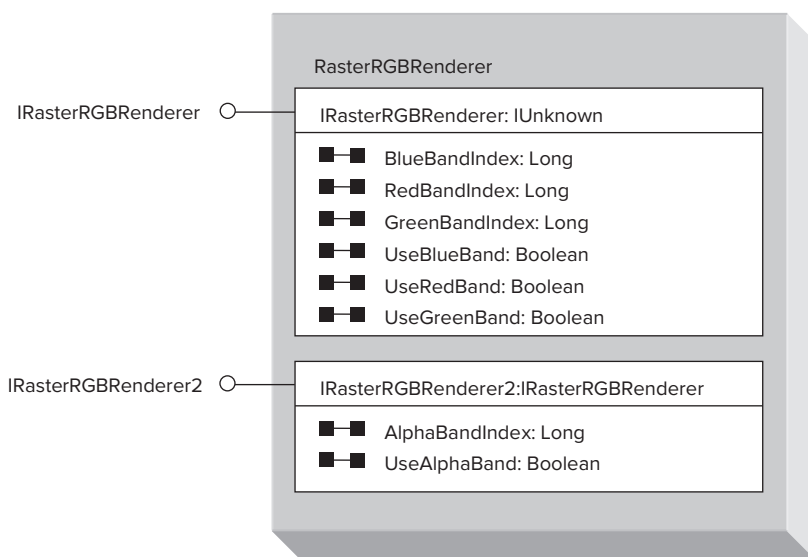 RasterRGBRenderer
IRasterRGBRenderer
IRasterRGBRenderer: IUnknown
BlueBandIndex: Long
RedBandIndex: Long
GreenBandIndex: Long
UseBlueBand: Boolean
UseRedBand: Boolean
UseGreenBand: Boolean
IRasterRGBRenderer2
IRasterRGBRenderer2:IRasterRGBRenderer
AlphaBandIndex: Long
UseAlphaBand: Boolean